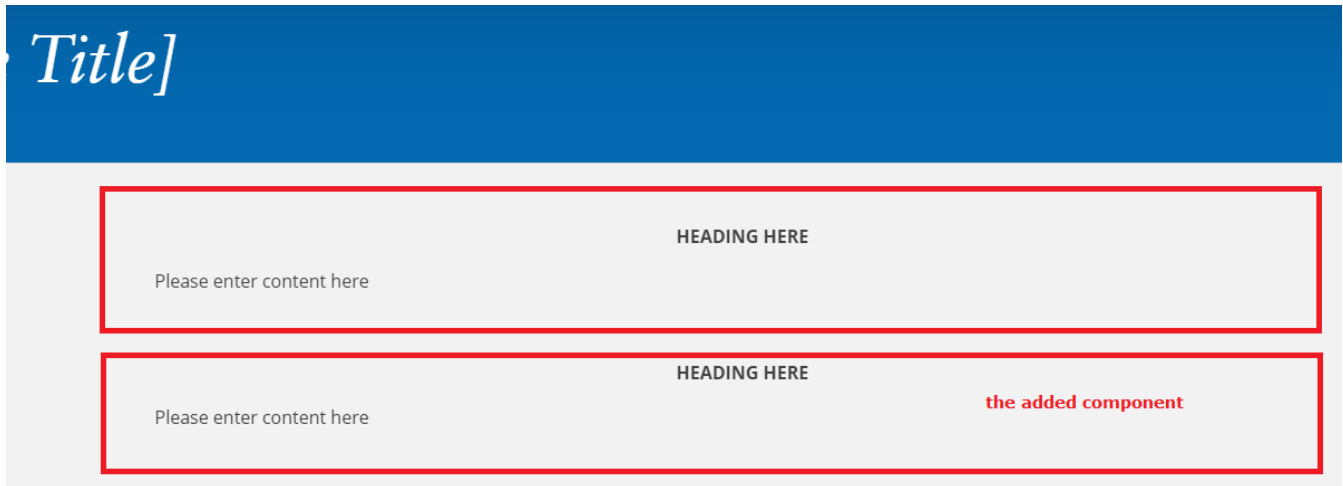 Title]
HEADING HERE
Please enter content here
HEADING HERE
the added component
Please enter content here